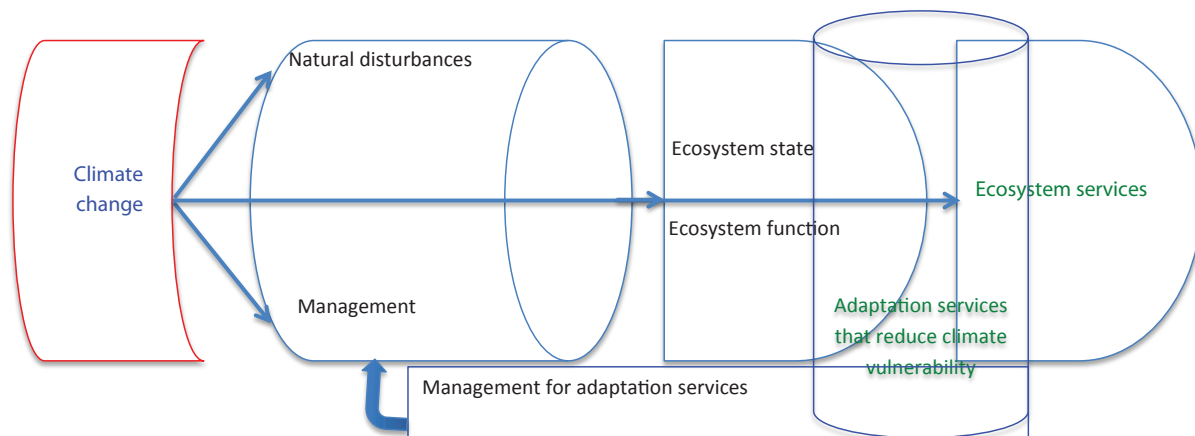 Natural disturbances
Climate
change
Ecosystem state
Ecosystem services
Ecosystem function
Management
Adaptation services
that reduce climate
vulnerability
Management for adaptation services